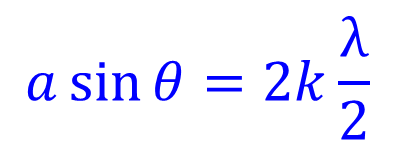 a sin θ = 2k λ/2